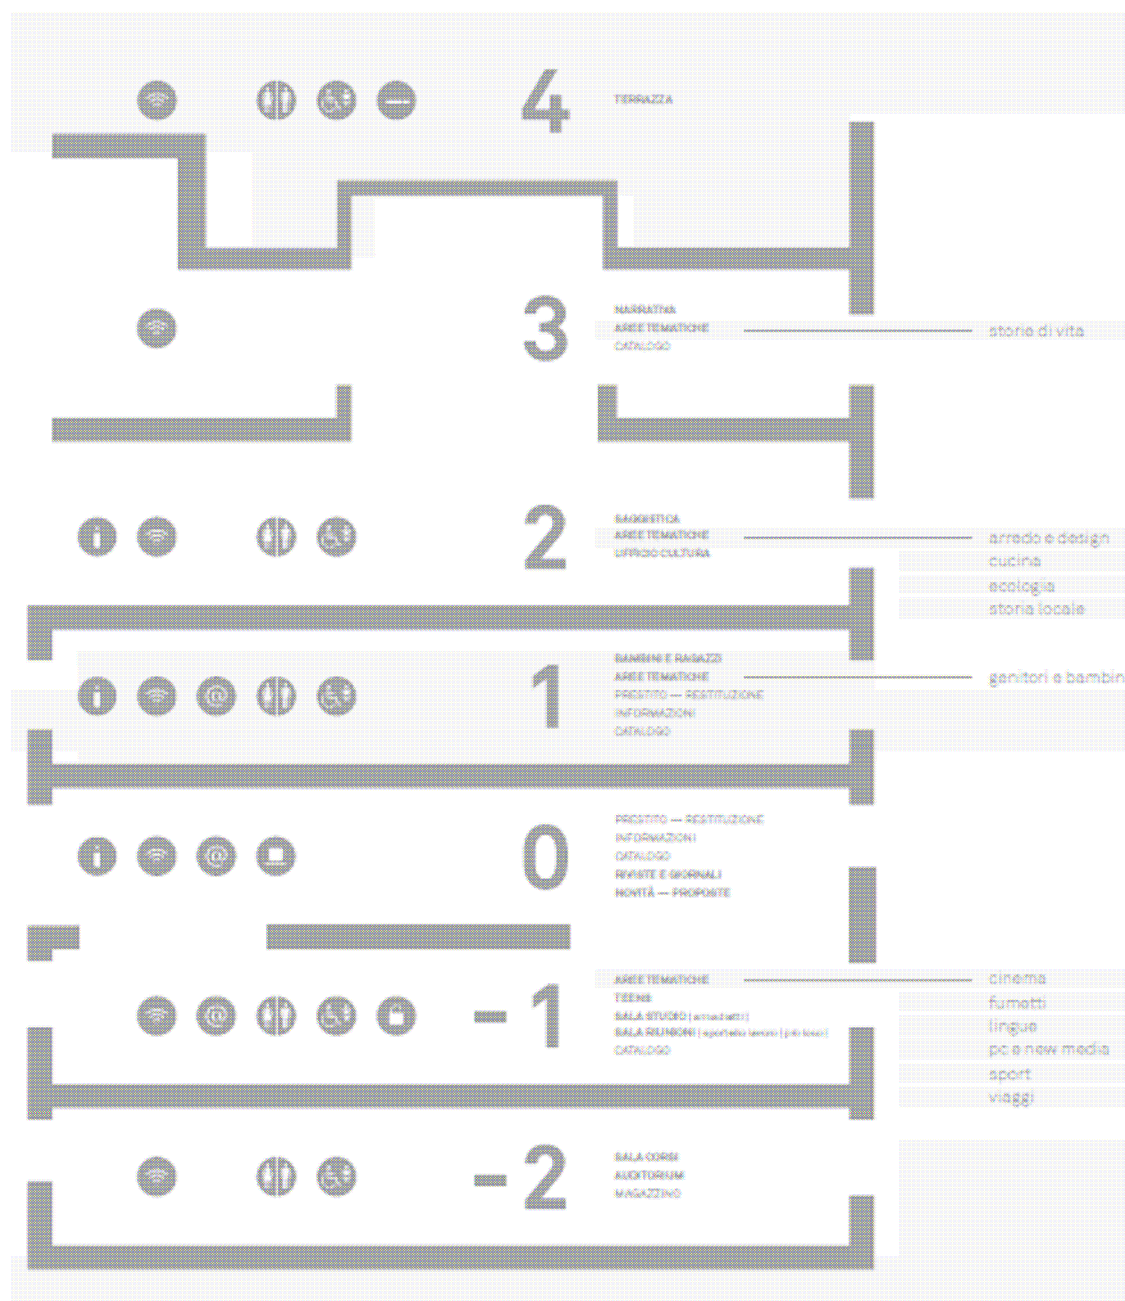 4
TERRAZZA
3
NARRATIVA
AREE TEMATICHE
CATALOGO
storie di vita
2
SAGGISTICA
AREE TEMATICHE
UFFICIO CULTURA
arredo e design
cucina
ecologia
storia locale
1
BAMBINI E RAGAZZI
AREE TEMATICHE
PRESTITO — RESTITUZIONE
INFORMAZIONI
CATALOGO
genitori e bambin
0
PRESTITO — RESTITUZIONE
INFORMAZIONI
CATALOGO
RIVISTE E GIORNALI
NOVITÀ — PROPOSTE
-1
AREE TEMATICHE
TEENS
SALA STUDIO
SALA RIUNIONI
CATALOGO
cinema
fumetti
lingue
pc e new media
sport
viaggi
-2
SALA CORSI
AUDITORIUM
MAGAZZINO